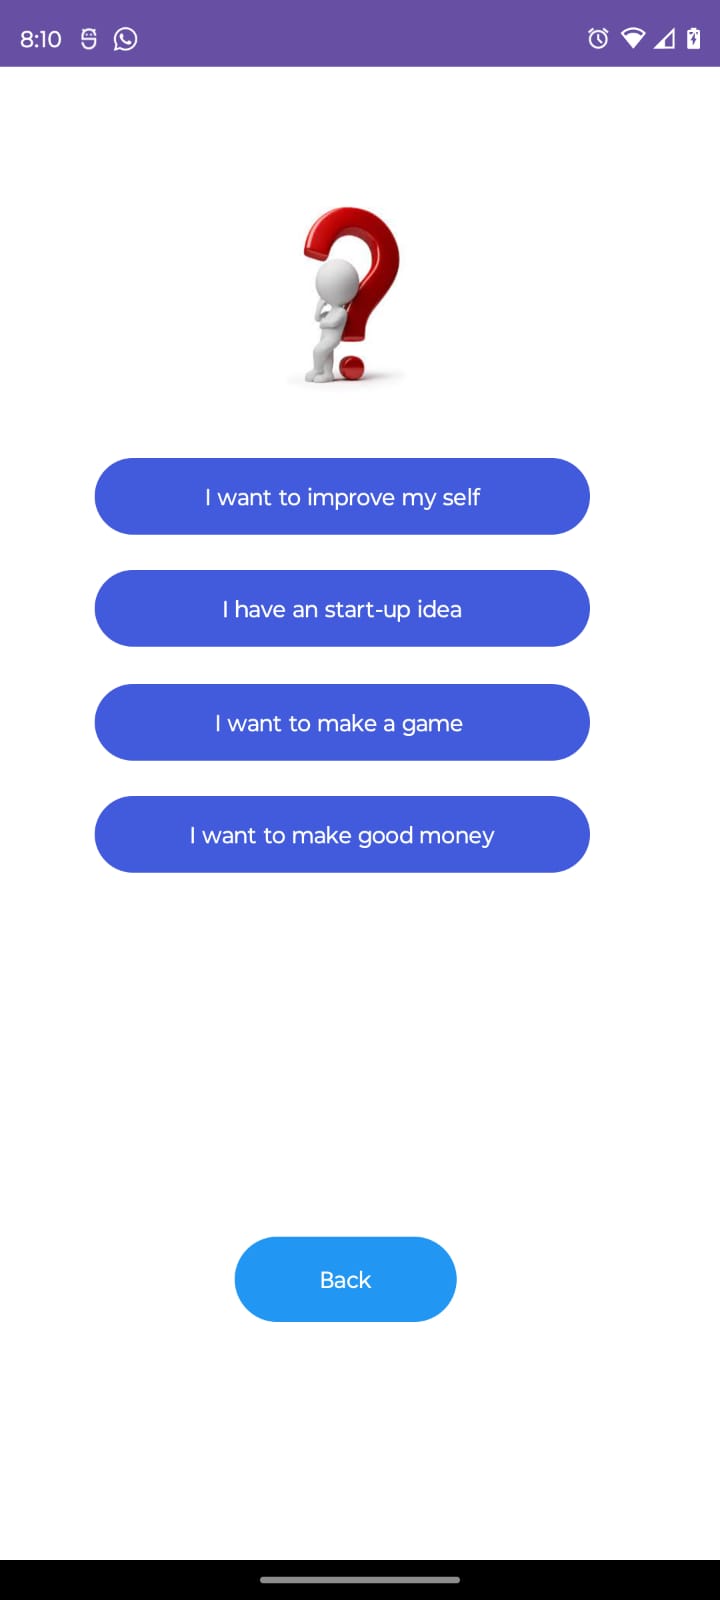 8:10
I want to improve my self
I have an start-up idea
I want to make a game
I want to make good money
Back